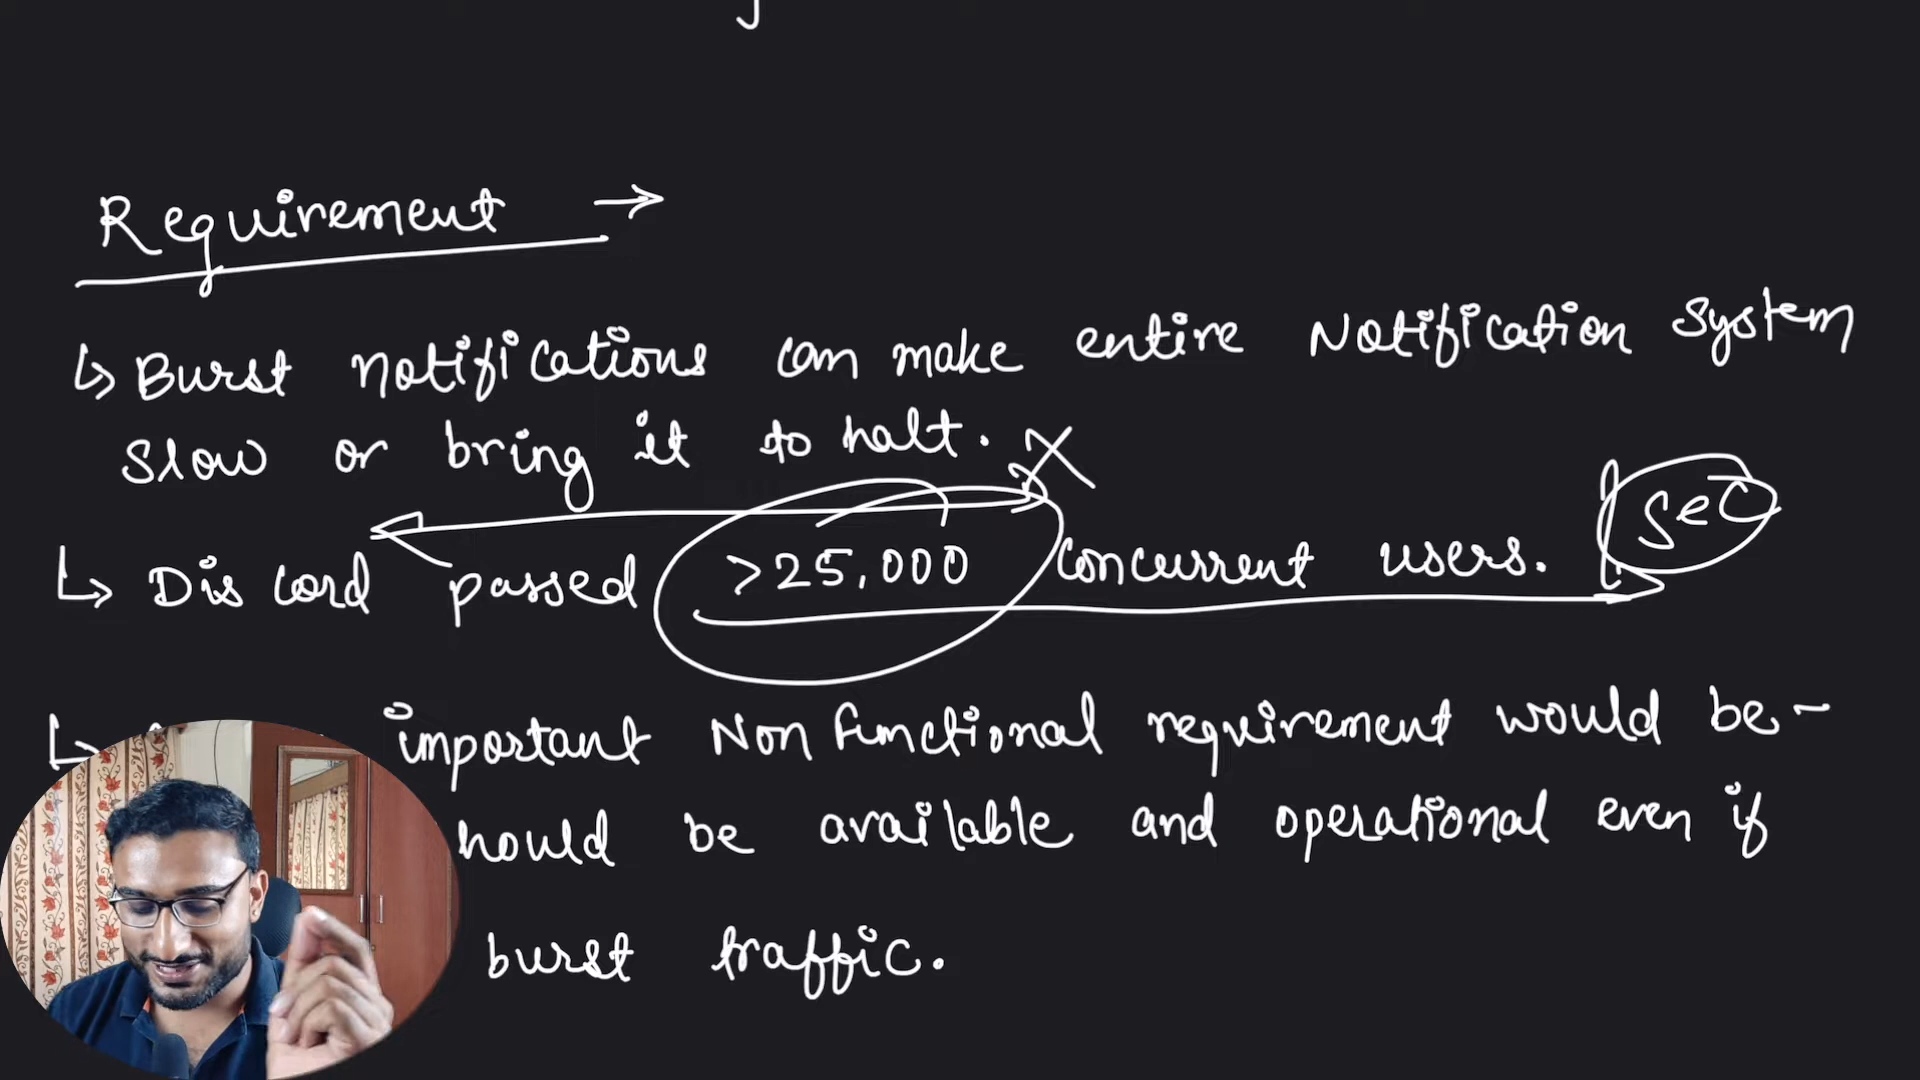 Requirement →
↳ Burst notifications can make entire Notification System
Slow or bring it to halt.
↳ Discord passed >25,000 concurrent users. Sec
↳ important Non functional requirement would be -
hould be available and operational even if
burst traffic.